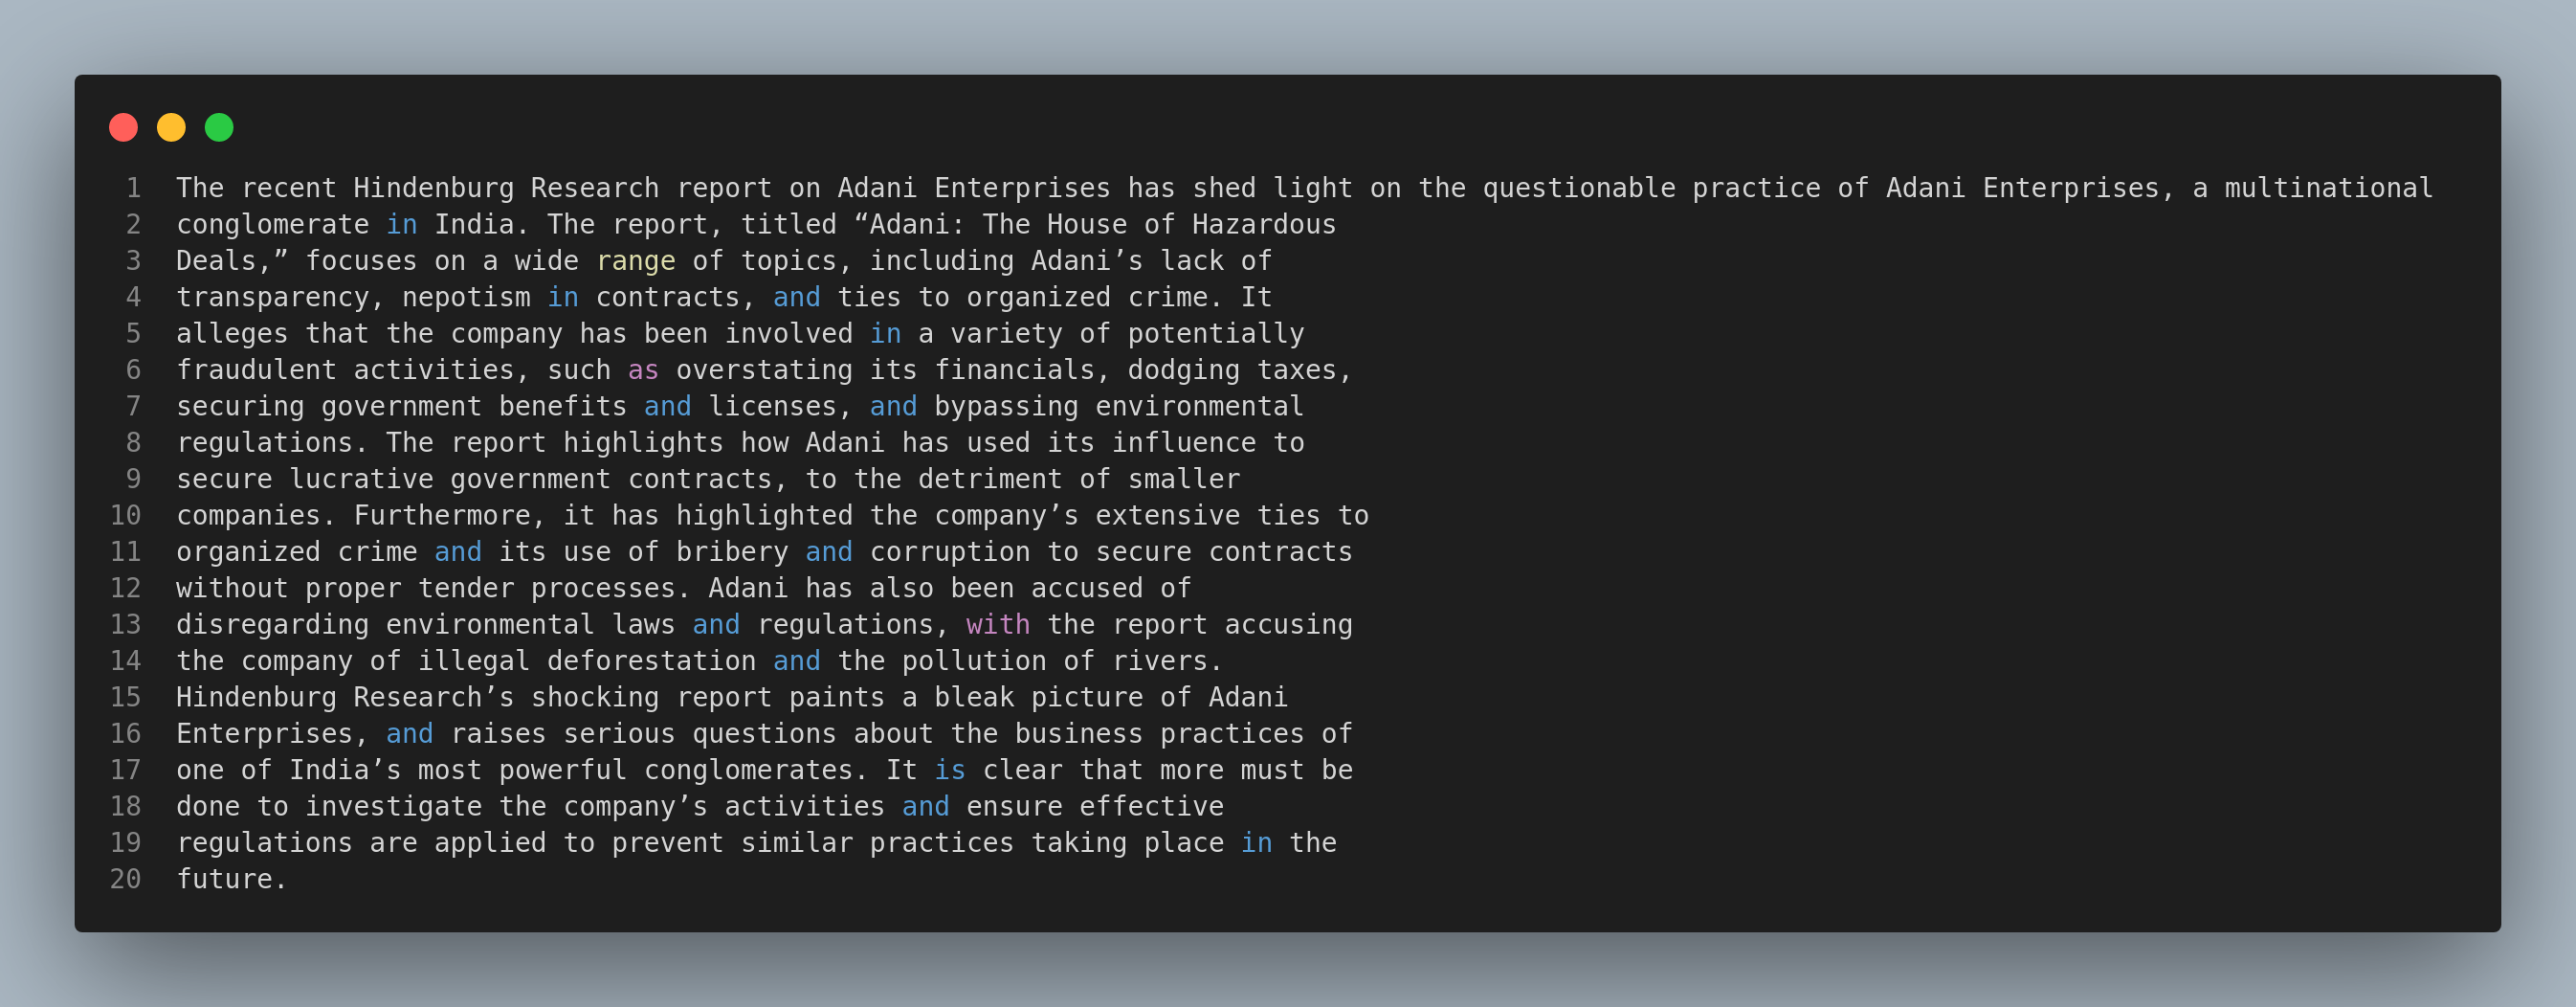 1 The recent Hindenburg Research report on Adani Enterprises has shed light on the questionable practice of Adani Enterprises, a multinational
2 conglomerate in India. The report, titled “Adani: The House of Hazardous
3 Deals,” focuses on a wide range of topics, including Adani’s lack of
4 transparency, nepotism in contracts, and ties to organized crime. It
5 alleges that the company has been involved in a variety of potentially
6 fraudulent activities, such as overstating its financials, dodging taxes,
7 securing government benefits and licenses, and bypassing environmental
8 regulations. The report highlights how Adani has used its influence to
9 secure lucrative government contracts, to the detriment of smaller
10 companies. Furthermore, it has highlighted the company’s extensive ties to
11 organized crime and its use of bribery and corruption to secure contracts
12 without proper tender processes. Adani has also been accused of
13 disregarding environmental laws and regulations, with the report accusing
14 the company of illegal deforestation and the pollution of rivers.
15 Hindenburg Research’s shocking report paints a bleak picture of Adani
16 Enterprises, and raises serious questions about the business practices of
17 one of India’s most powerful conglomerates. It is clear that more must be
18 done to investigate the company’s activities and ensure effective
19 regulations are applied to prevent similar practices taking place in the
20 future.